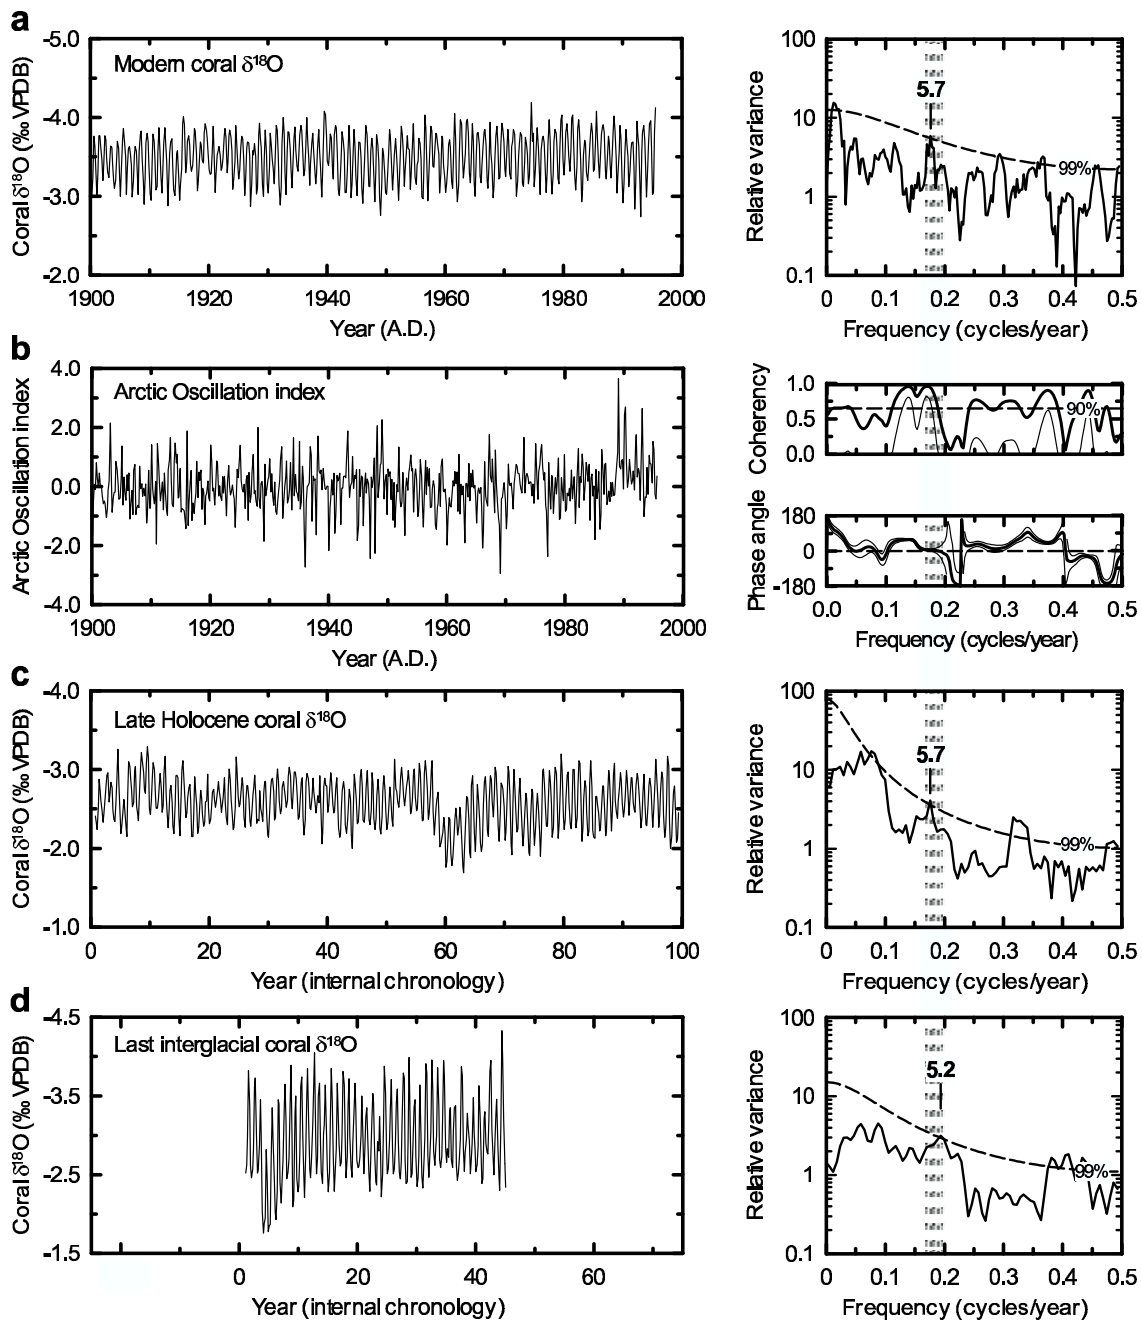 a
-5.0
-4.0
-3.0
-2.0
Coral δ18O (‰ VPDB)
Modern coral δ18O
1900 1920 1940 1960 1980 2000
Year (A.D.)
100
10
1
0.1
Relative variance
5.7
99%
0 0.1 0.2 0.3 0.4 0.5
Frequency (cycles/year)
b
4.0
2.0
0.0
-2.0
-4.0
Arctic Oscillation index
Arctic Oscillation index
1900 1920 1940 1960 1980 2000
Year (A.D.)
1.0
0.5
0.0
Coherency
90%
180
0
-180
Phase angle
0.0 0.1 0.2 0.3 0.4 0.5
Frequency (cycles/year)
c
-4.0
-3.0
-2.0
-1.0
Coral δ18O (‰ VPDB)
Late Holocene coral δ18O
0 20 40 60 80 100
Year (internal chronology)
100
10
1
0.1
Relative variance
5.7
99%
0 0.1 0.2 0.3 0.4 0.5
Frequency (cycles/year)
d
-4.5
-3.5
-2.5
-1.5
Coral δ18O (‰ VPDB)
Last interglacial coral δ18O
0 20 40 60
Year (internal chronology)
100
10
1
0.1
Relative variance
5.2
99%
0 0.1 0.2 0.3 0.4 0.5
Frequency (cycles/year)